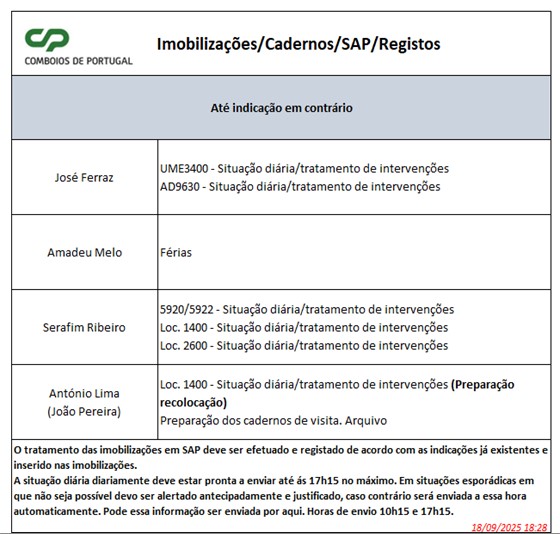 CP
COMBOIOS DE PORTUGAL
Imobilizações/Cadernos/SAP/Registos
Até indicação em contrário
José Ferraz
UME3400 - Situação diária/tratamento de intervenções
AD9630 - Situação diária/tratamento de intervenções
Amadeu Melo
Férias
Serafim Ribeiro
5920/5922 - Situação diária/tratamento de intervenções
Loc. 1400 - Situação diária/tratamento de intervenções
Loc. 2600 - Situação diária/tratamento de intervenções
António Lima
(João Pereira)
Loc. 1400 - Situação diária/tratamento de intervenções (Preparação
recolocação)
Preparação dos cadernos de visita. Arquivo
O tratamento das imobilizações em SAP deve ser efetuado e registado de acordo com as indicações já existentes e
inserido nas imobilizações.
A situação diária diariamente deve estar pronta a enviar até ás 17h15 no máximo. Em situações esporádicas em
que não seja possível devo ser alertado antecipadamente e justificado, caso contrário será enviada a essa hora
automaticamente. Pode essa informação ser enviada por aqui. Horas de envio 10h15 e 17h15.
18/09/2025 18:28